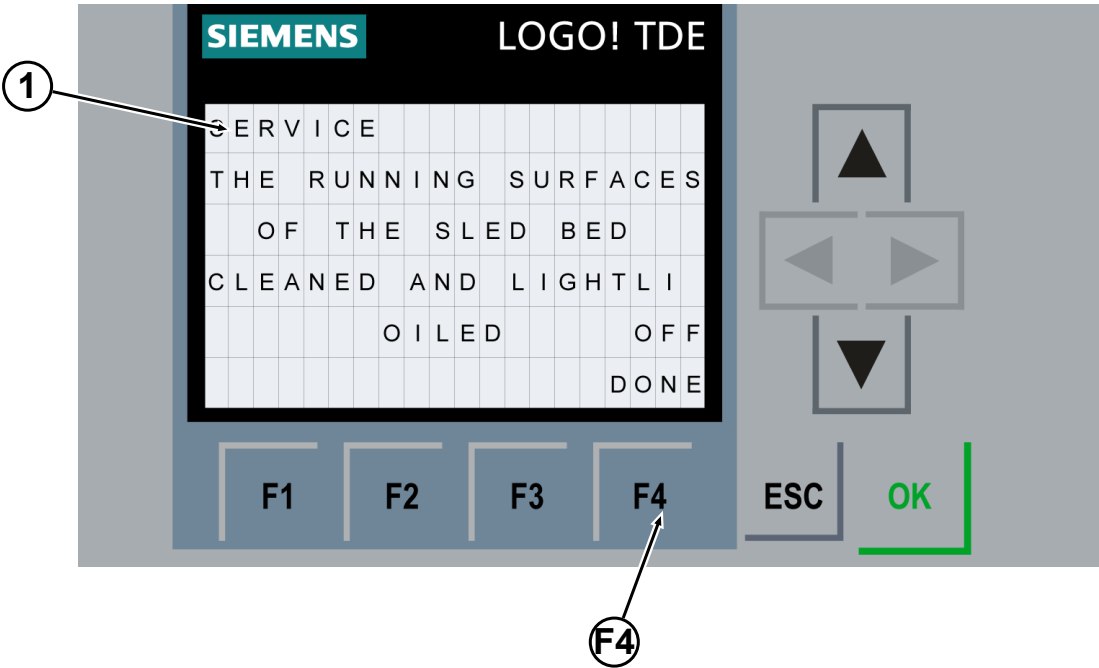 SIEMENS LOGO! TDE
1
SERVICE
THE RUNNING SURFACES
OF THE SLED BED
CLEANED AND LIGHTLI
OILED OFF
DONE
F1 F2 F3 F4 ESC OK
F4